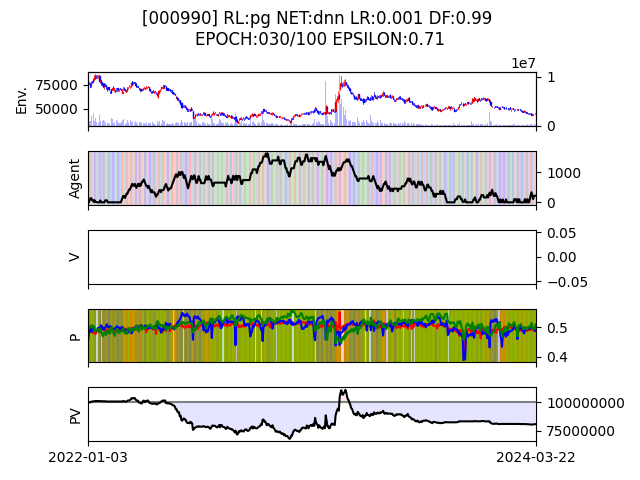 [000990] RL:pg NET:dnn LR:0.001 DF:0.99
EPOCH:030/100 EPSILON:0.71
1e7
Env.
75000
50000
1
0
Agent
1000
0
V
0.05
0.00
−0.05
P
0.5
0.4
PV
100000000
75000000
2022-01-03
2024-03-22